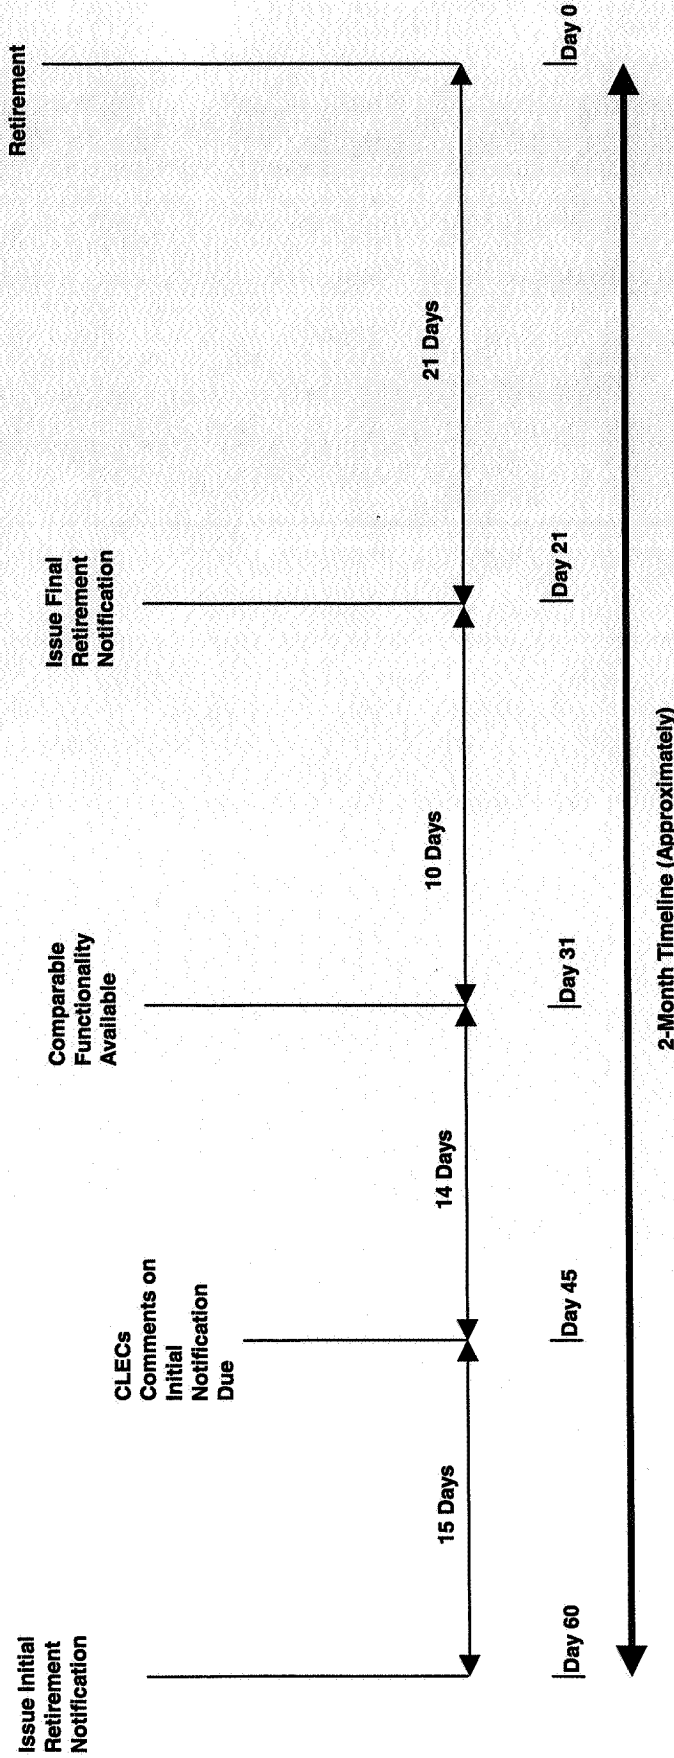 Issue Initial
Retirement
Notification
CLECs
Comments on
Initial
Notification
Due
Comparable
Functionality
Available
Issue Final
Retirement
Notification
Retirement
15 Days
14 Days
10 Days
21 Days
Day 60
Day 45
Day 31
Day 21
Day 0
2-Month Timeline (Approximately)